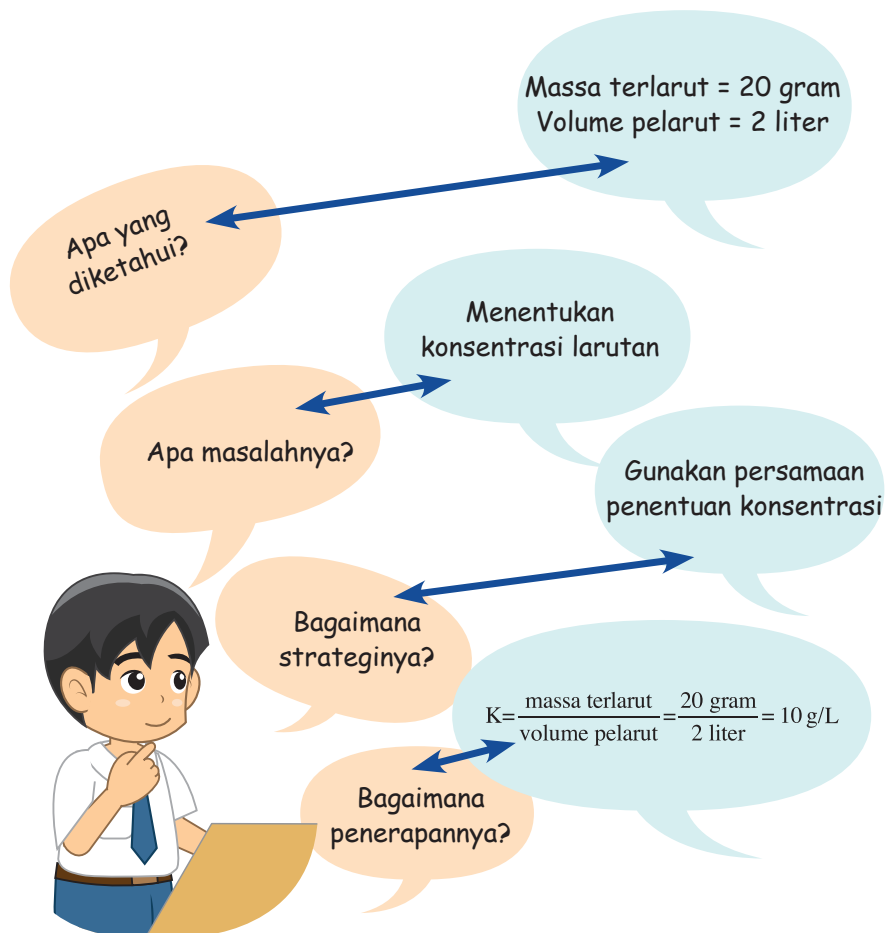 Massa terlarut = 20 gram
Volume pelarut = 2 liter
Apa yang
diketahui?
Menentukan
konsentrasi larutan
Apa masalahnya?
Gunakan persamaan
penentuan konsentrasi
Bagaimana
strateginya?
K= massa terlarut / volume pelarut = 20 gram / 2 liter = 10 g/L
Bagaimana
penerapannya?